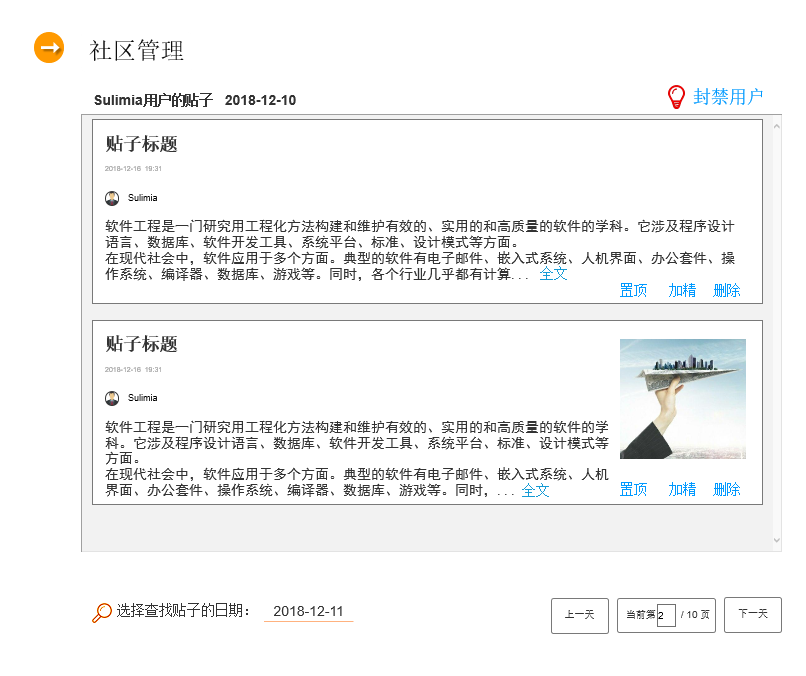 社区管理
Sulimia用户的贴子 2018-12-10 封禁用户
贴子标题
2018-12-16 19:31
Sulimia
软件工程是一门研究用工程化方法构建和维护有效的、实用的和高质量的软件的学科。它涉及程序设计
语言、数据库、软件开发工具、系统平台、标准、设计模式等方面。
在现代社会中，软件应用于多个方面。典型的软件有电子邮件、嵌入式系统、人机界面、办公套件、操
作系统、编译器、数据库、游戏等。同时，各个行业几乎都有计算... 全文
置顶 加精 删除
贴子标题
2018-12-16 19:31
Sulimia
软件工程是一门研究用工程化方法构建和维护有效的、实用的和高质量的软件的学
科。它涉及程序设计语言、数据库、软件开发工具、系统平台、标准、设计模式等
方面。
在现代社会中，软件应用于多个方面。典型的软件有电子邮件、嵌入式系统、人机
界面、办公套件、操作系统、编译器、数据库、游戏等。同时，... 全文
置顶 加精 删除
选择查找贴子的日期： 2018-12-11
上一天 当前第2 / 10 页 下一天